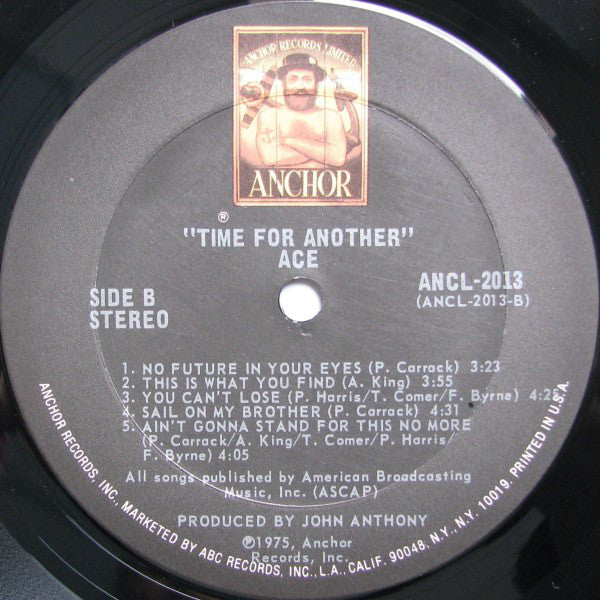 ANCHOR RECORDS LIMITED
ANCHOR
®
"TIME FOR ANOTHER"
ACE
SIDE B
STEREO
ANCL-2013
(ANCL-2013-B)
1. NO FUTURE IN YOUR EYES (P. Carrack) 3:23
2. THIS IS WHAT YOU FIND (A. King) 3:55
3. YOU CAN'T LOSE (P. Harris/T. Comer/F. Byrne) 4:28
4. SAIL ON MY BROTHER (P. Carrack) 4:31
5. AIN'T GONNA STAND FOR THIS NO MORE
(P. Carrack/A. King/T. Comer/P. Harris
F. Byrne) 4:05
All songs published by American Broadcasting
Music, Inc. (ASCAP)
PRODUCED BY JOHN ANTHONY
℗1975, Anchor
Records, Inc.
ANCHOR RECORDS, INC., MARKETED BY ABC RECORDS, INC., L.A., CALIF. 90048, N.Y., N.Y. 10019. PRINTED IN U.S.A.